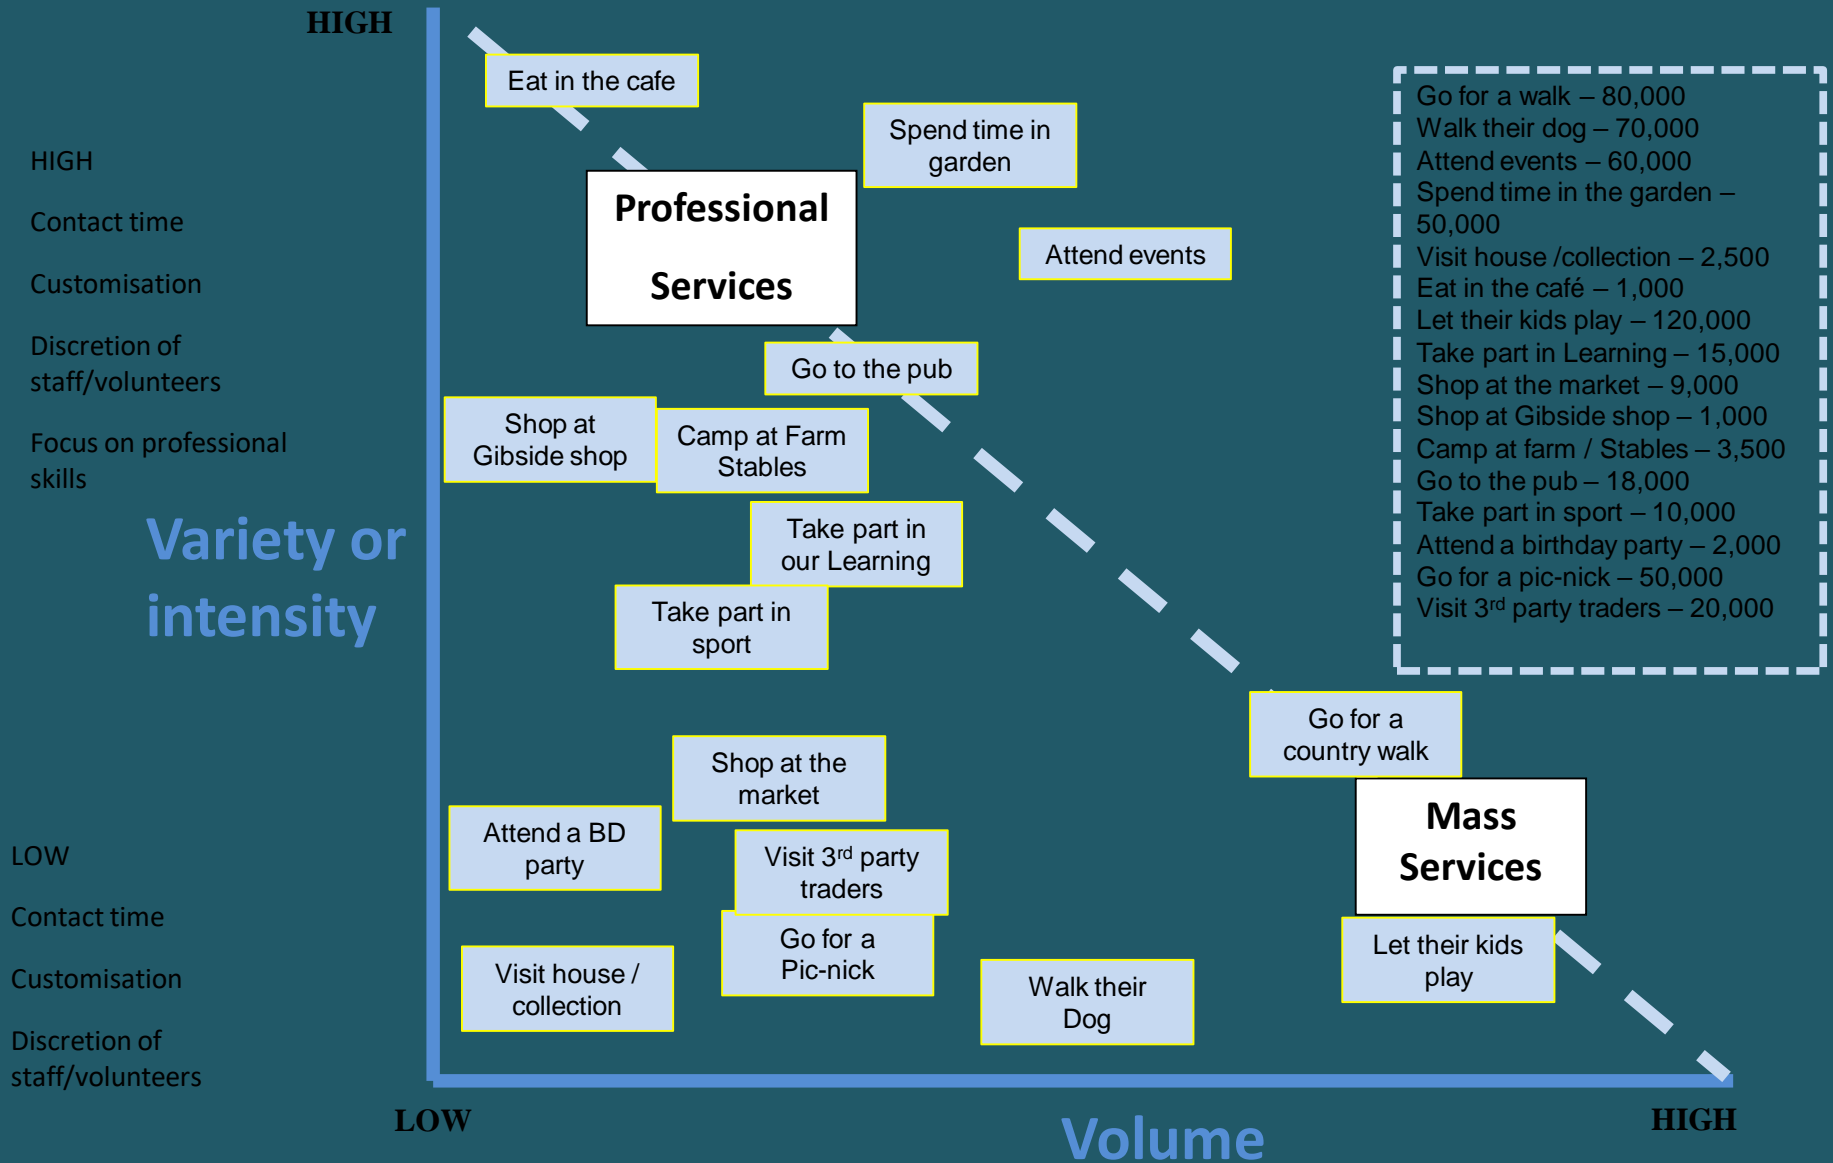 HIGH
Eat in the cafe
Spend time in
garden
HIGH
Contact time
Customisation
Discretion of
staff/volunteers
Focus on professional
skills
Professional
Services
Attend events
Go to the pub
Shop at
Gibside shop
Camp at Farm
Stables
Take part in
our Learning
Take part in
sport
Variety or
intensity
Go for a walk – 80,000
Walk their dog – 70,000
Attend events – 60,000
Spend time in the garden –
50,000
Visit house /collection – 2,500
Eat in the café – 1,000
Let their kids play – 120,000
Take part in Learning – 15,000
Shop at the market – 9,000
Shop at Gibside shop – 1,000
Camp at farm / Stables – 3,500
Go to the pub – 18,000
Take part in sport – 10,000
Attend a birthday party – 2,000
Go for a pic-nick – 50,000
Visit 3rd party traders – 20,000
Go for a
country walk
Shop at the
market
Mass
Services
Attend a BD
party
Visit 3rd party
traders
Go for a
Pic-nick
Let their kids
play
Visit house /
collection
Walk their
Dog
LOW
Contact time
Customisation
Discretion of
staff/volunteers
LOW
Volume
HIGH